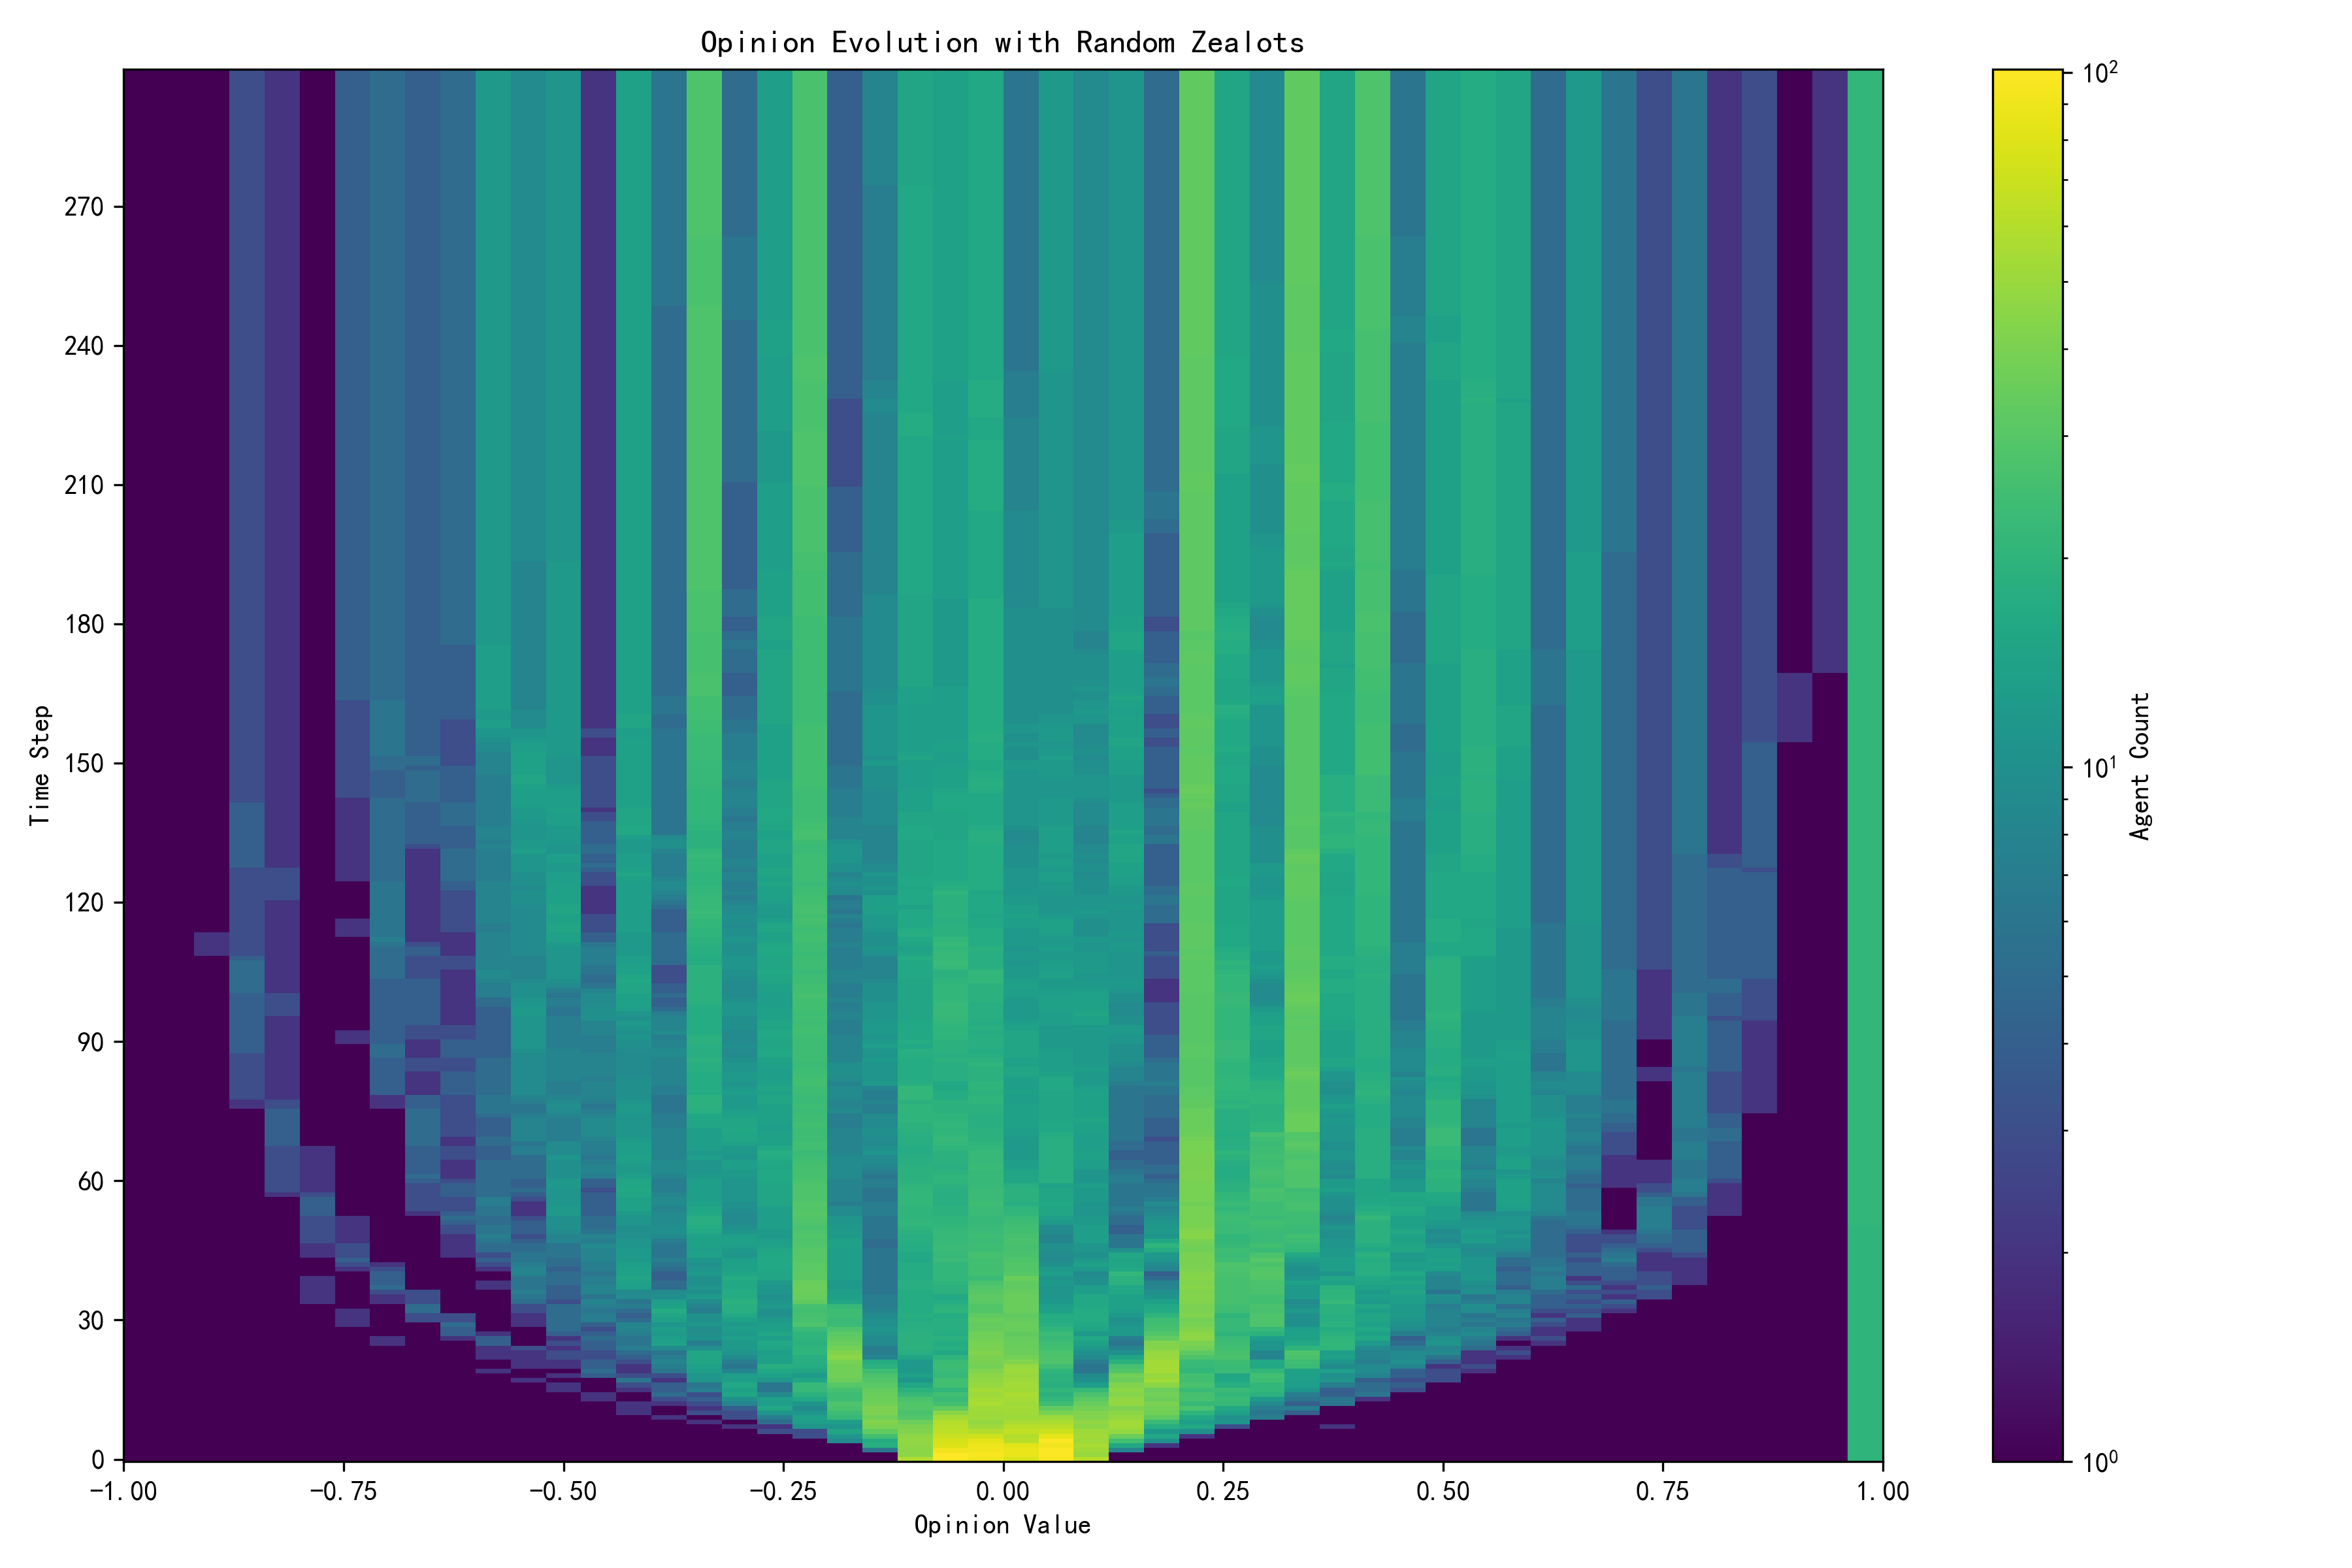 Opinion Evolution with Random Zealots
10²
270
240
210
180
150
120
90
60
30
0
Time Step
10¹
Agent Count
10⁰
−1.00 −0.75 −0.50 −0.25 0.00 0.25 0.50 0.75 1.00
Opinion Value